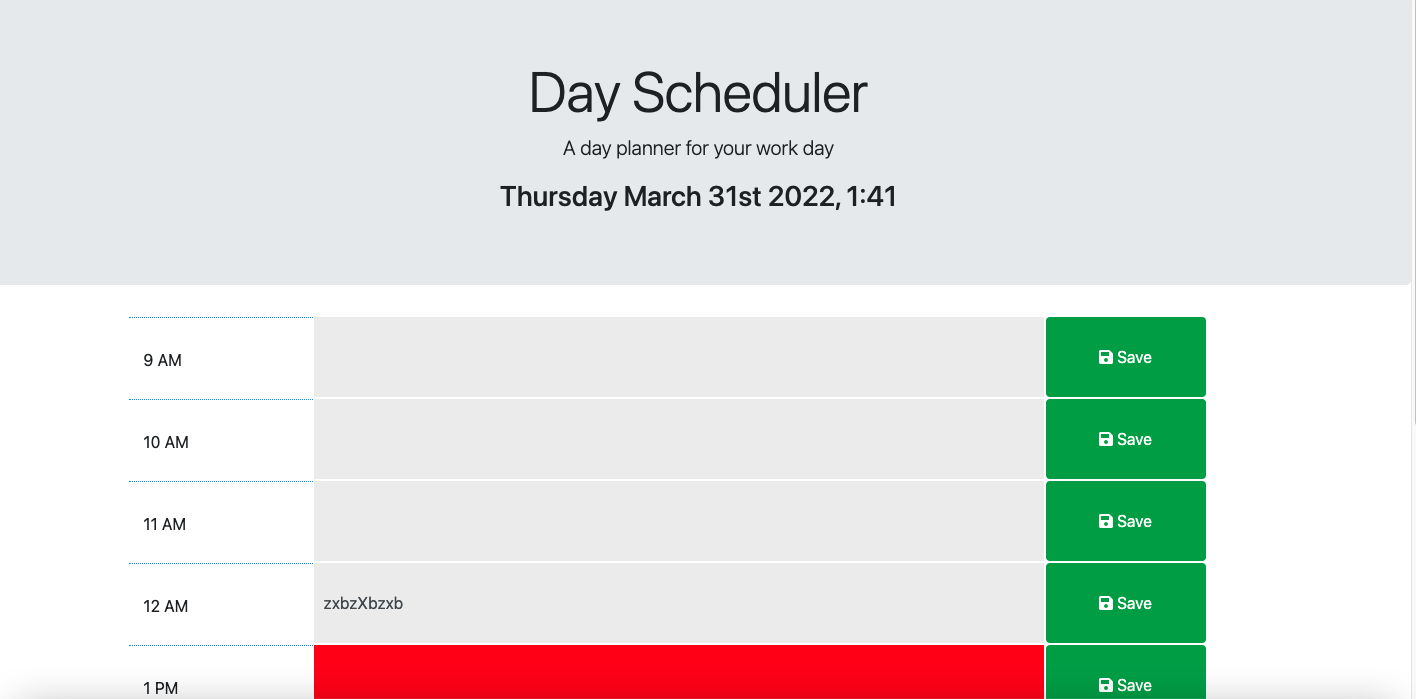 Day Scheduler
A day planner for your work day
Thursday March 31st 2022, 1:41
9 AM Save
10 AM Save
11 AM Save
12 AM zxbzXbzxb Save
1 PM Save